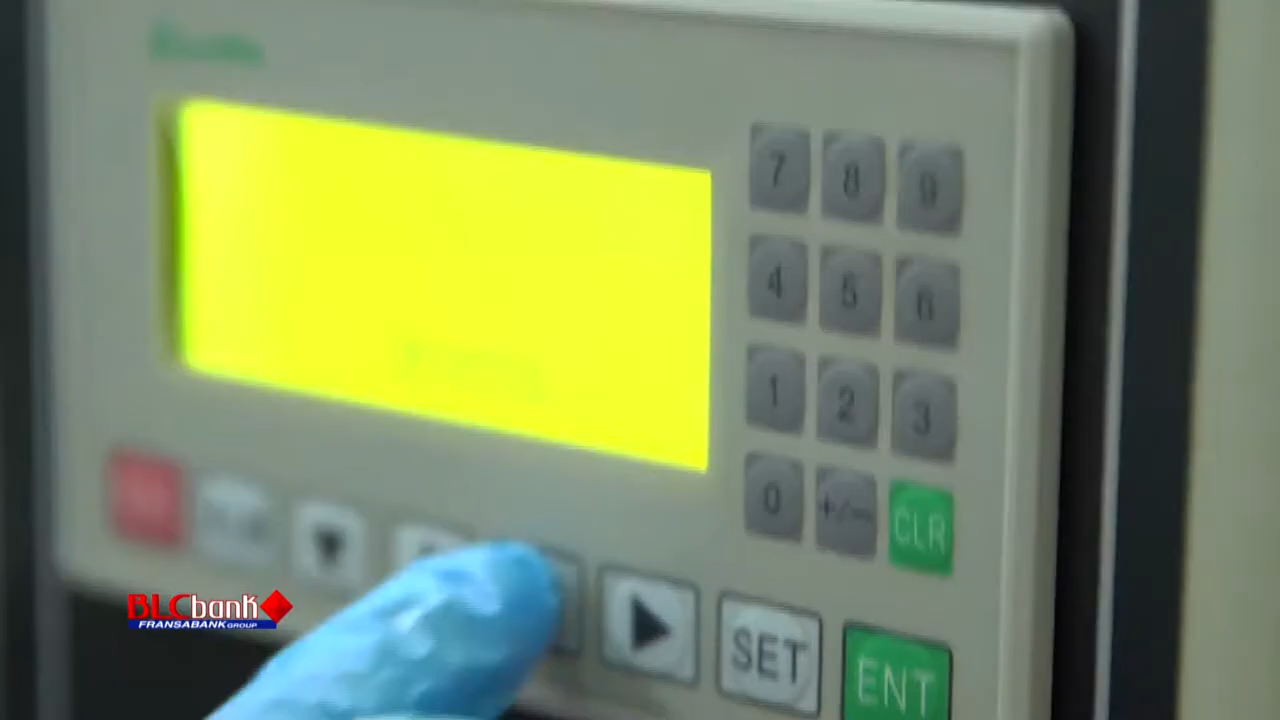 7 8 9
4 5 6
1 2 3
0 +/- CLR
SET ENT
BLCbank
FRANSABANK GROUP